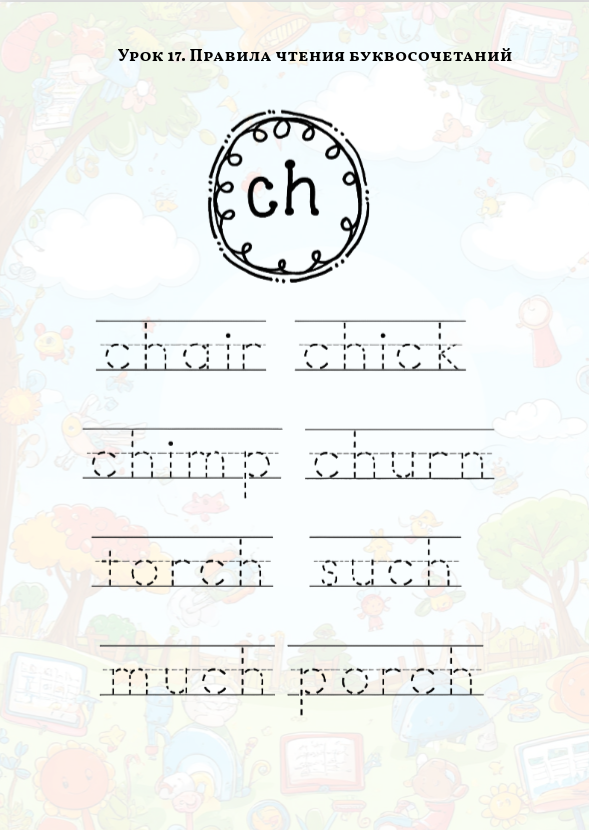 Урок 17. Правила чтения буквосочетаний
ch
chair chick
chimp churn
torch such
much porch